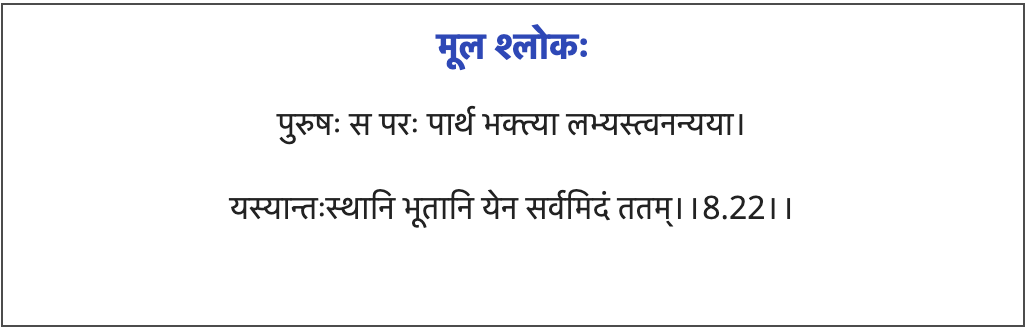 मूल श्लोकः
पुरुषः स परः पार्थ भक्त्या लभ्यस्त्वनन्यया।
यस्यान्तःस्थानि भूतानि येन सर्वमिदं ततम्।।8.22।।